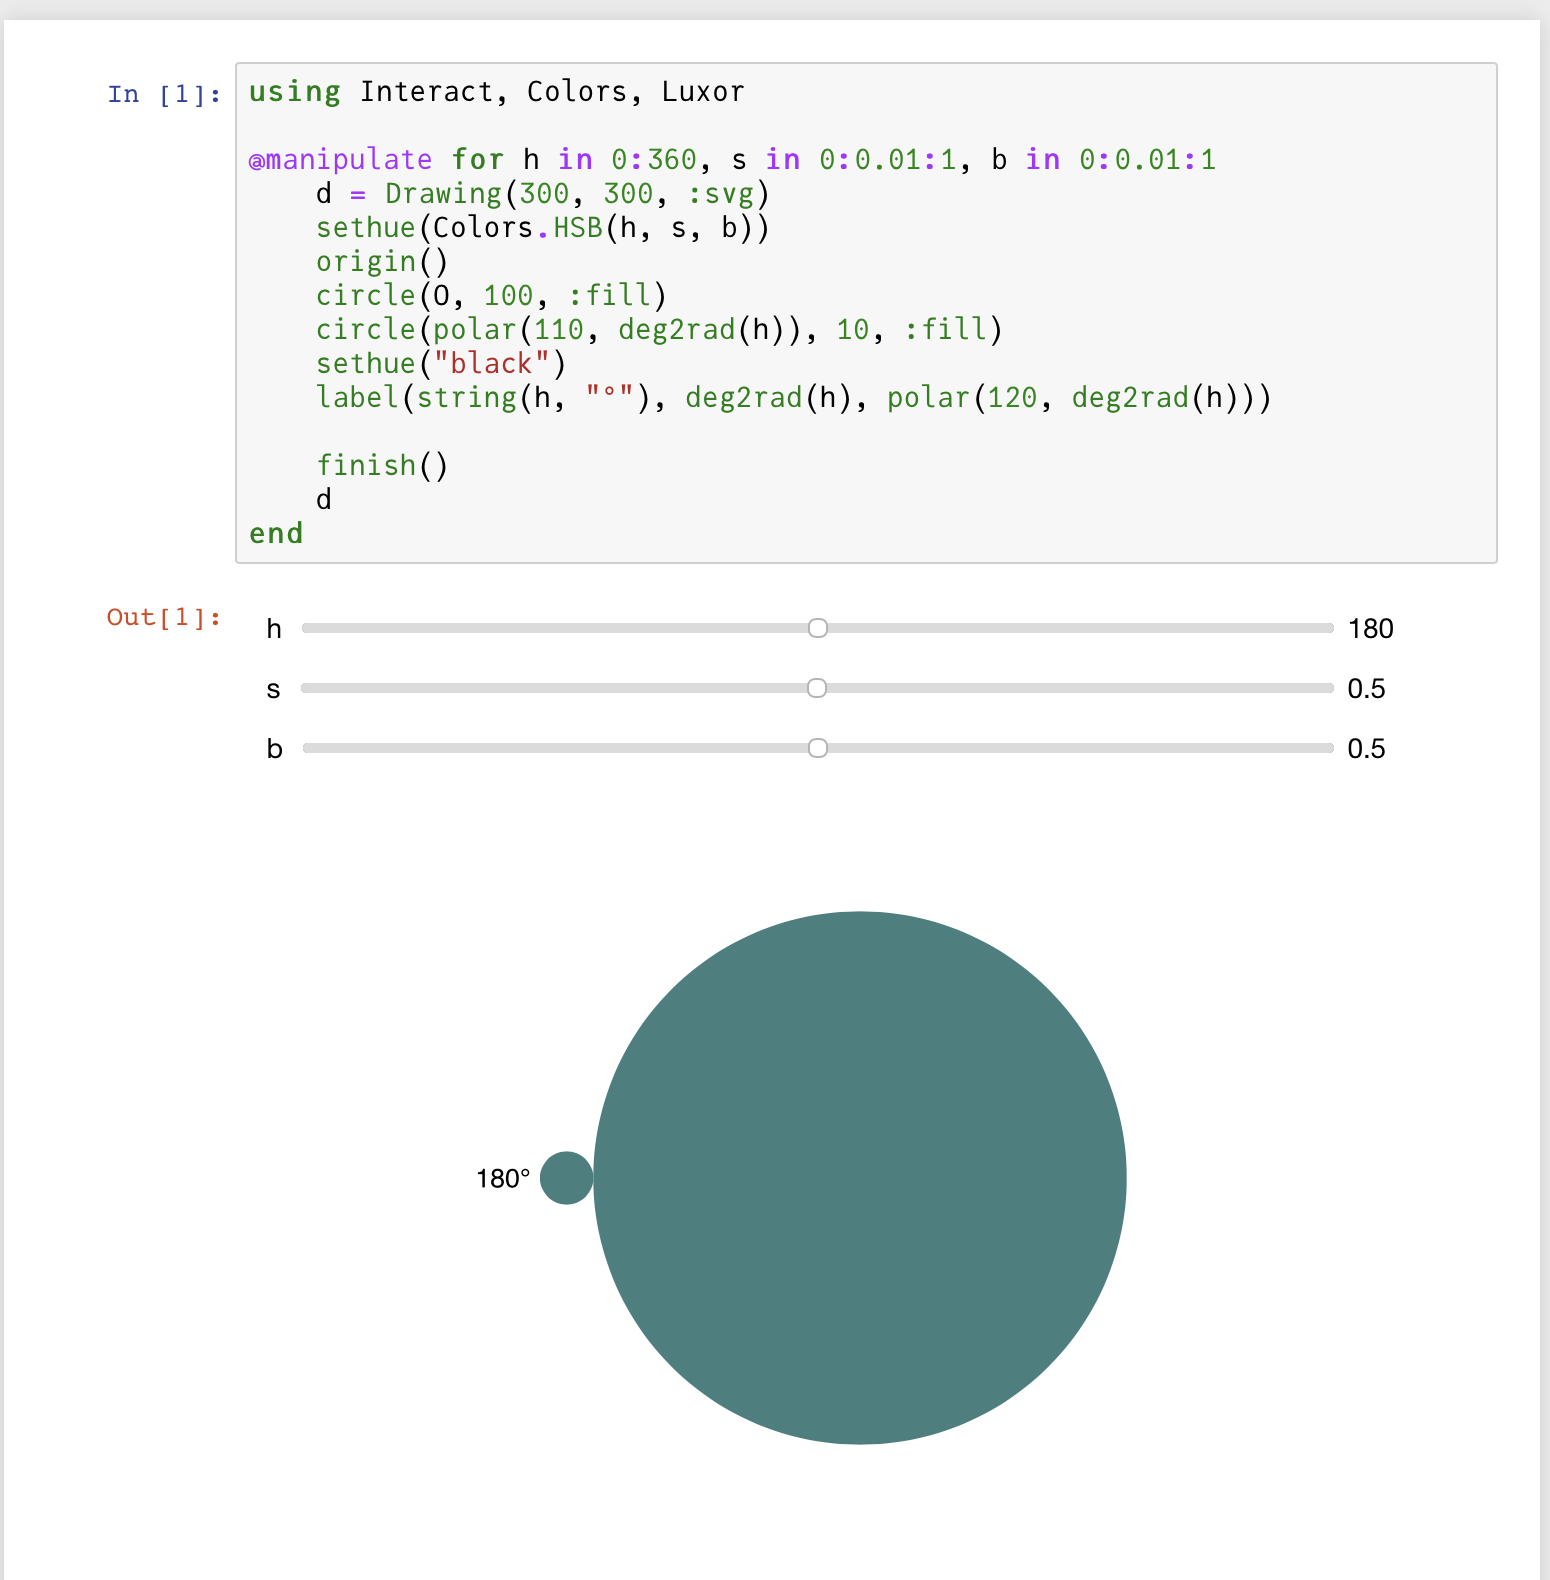 In [1]:
using Interact, Colors, Luxor
@manipulate for h in 0:360, s in 0:0.01:1, b in 0:0.01:1
    d = Drawing(300, 300, :svg)
    sethue(Colors.HSB(h, s, b))
    origin()
    circle(O, 100, :fill)
    circle(polar(110, deg2rad(h)), 10, :fill)
    sethue("black")
    label(string(h, "°"), deg2rad(h), polar(120, deg2rad(h)))
    finish()
    d
end
Out[1]:
h 180
s 0.5
b 0.5
180°